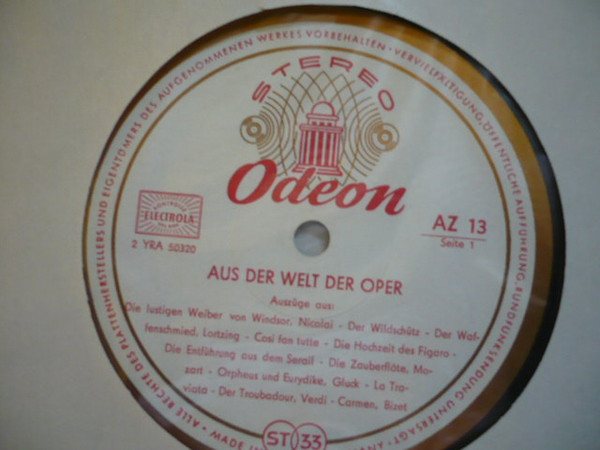 ALLE RECHTE DES PLATTENHERSTELLERS UND EIGENTÜMERS DES AUFGENOMMENEN WERKES VORBEHALTEN · VERVIELFÄLTIGUNG, ÖFFENTLICHE AUFFÜHRUNG, RUNDFUNKSENDUNG UNTERSAGT ·
STEREO
Odeon
ELECTROLA
2 YRA 50320
AZ 13
Seite 1
AUS DER WELT DER OPER
Auszüge aus:
Die lustigen Weiber von Windsor, Nicolai - Der Wildschütz - Der Waf-
fenschmied, Lortzing - Cosi fan tutte - Die Hochzeit des Figaro -
Die Entführung aus dem Serail - Die Zauberflöte, Mo-
zart - Orpheus und Eurydike, Gluck - La Tra-
viata - Der Troubadour, Verdi - Carmen, Bizet
ST 33
MADE IN